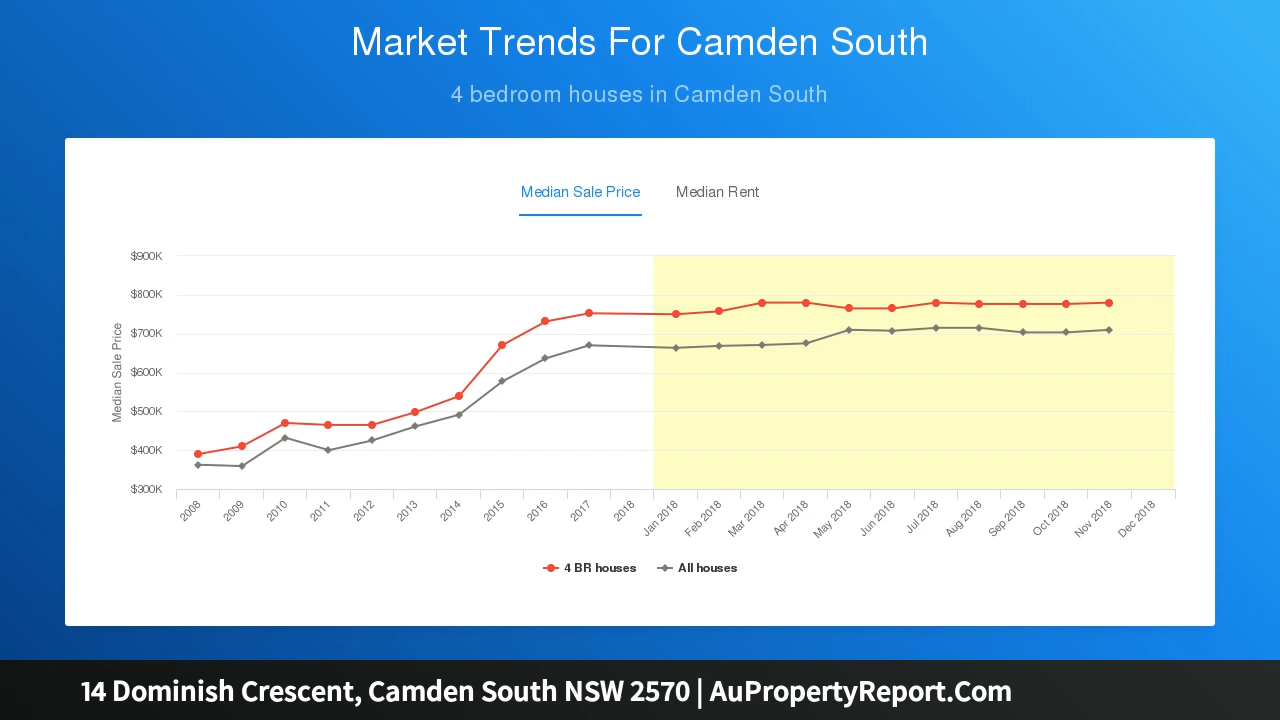 Market Trends For Camden South
4 bedroom houses in Camden South
Median Sale Price Median Rent
Median Sale Price
$900K
$800K
$700K
$600K
$500K
$400K
$300K
2008 2009 2010 2011 2012 2013 2014 2015 2016 2017 2018 Jan 2018 Feb 2018 Mar 2018 Apr 2018 May 2018 Jun 2018 Jul 2018 Aug 2018 Sep 2018 Oct 2018 Nov 2018 Dec 2018
4 BR houses All houses
14 Dominish Crescent, Camden South NSW 2570 | AuPropertyReport.Com